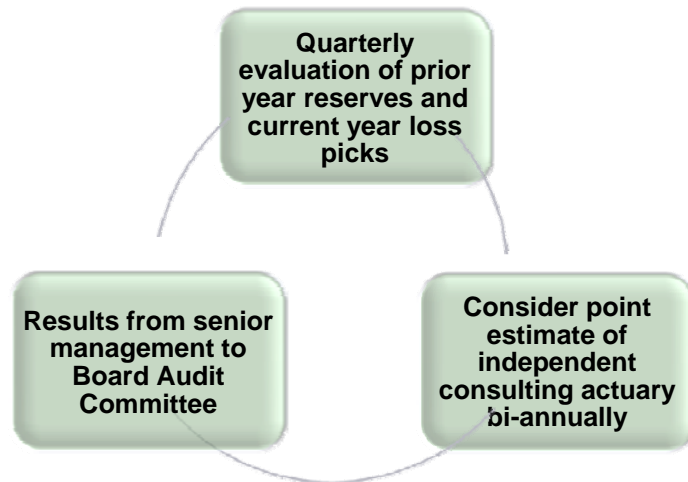 Quarterly
evaluation of prior
year reserves and
current year loss
picks
Results from senior
management to
Board Audit
Committee
Consider point
estimate of
independent
consulting actuary
bi-annually